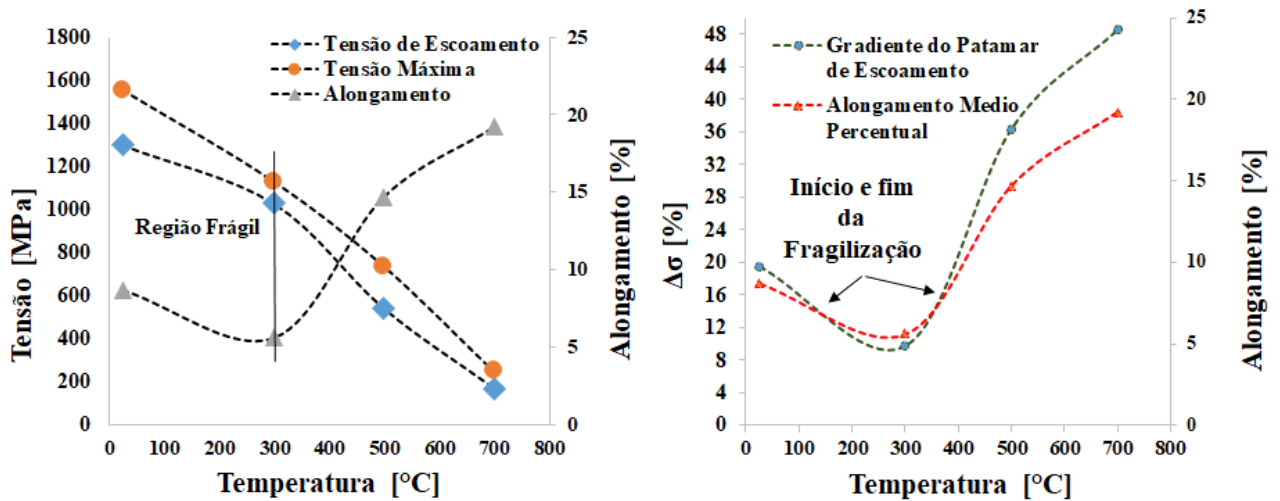 1800
1600
1400
1200
1000
800
600
400
200
0
Tensão [MPa]
Tensão de Escoamento
Tensão Máxima
Alongamento
Região Frágil
25
20
15
10
5
0
Alongamento [%]
0 100 200 300 400 500 600 700 800
Temperatura [°C]
48
44
40
36
32
28
24
20
16
12
8
4
0
Δσ [%]
Gradiente do Patamar
de Escoamento
Alongamento Medio
Percentual
Início e fim
da
Fragilização
25
20
15
10
5
0
Alongamento [%]
0 100 200 300 400 500 600 700 800
Temperatura [°C]